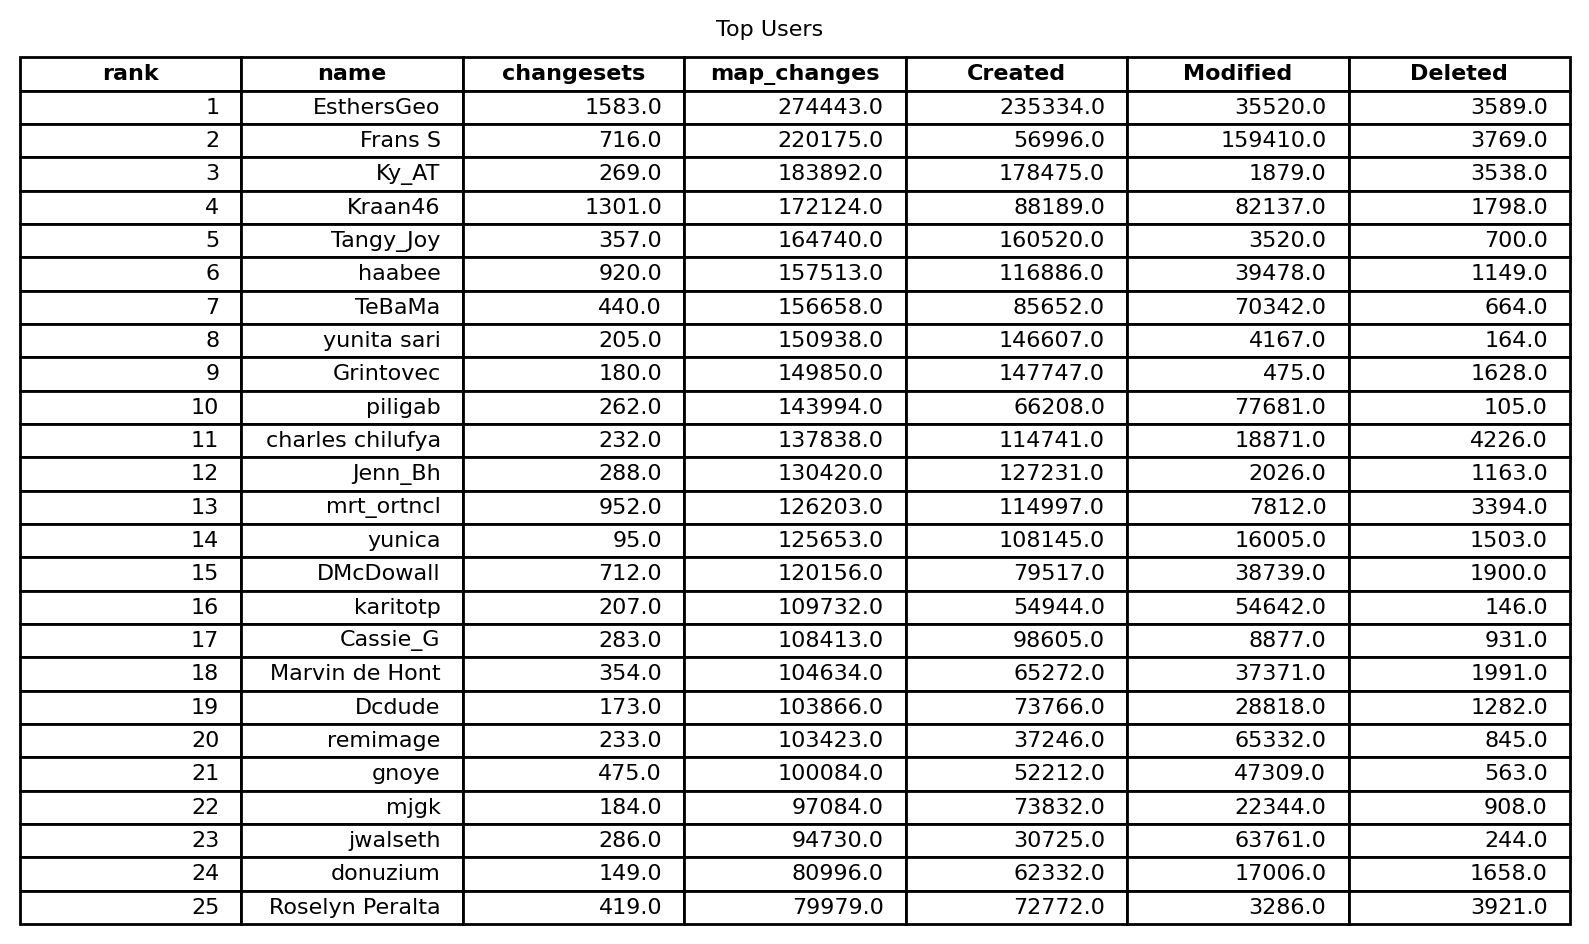 Top Users
rank name changesets map_changes Created Modified Deleted
1 EsthersGeo 1583.0 274443.0 235334.0 35520.0 3589.0
2 Frans S 716.0 220175.0 56996.0 159410.0 3769.0
3 Ky_AT 269.0 183892.0 178475.0 1879.0 3538.0
4 Kraan46 1301.0 172124.0 88189.0 82137.0 1798.0
5 Tangy_Joy 357.0 164740.0 160520.0 3520.0 700.0
6 haabee 920.0 157513.0 116886.0 39478.0 1149.0
7 TeBaMa 440.0 156658.0 85652.0 70342.0 664.0
8 yunita sari 205.0 150938.0 146607.0 4167.0 164.0
9 Grintovec 180.0 149850.0 147747.0 475.0 1628.0
10 piligab 262.0 143994.0 66208.0 77681.0 105.0
11 charles chilufya 232.0 137838.0 114741.0 18871.0 4226.0
12 Jenn_Bh 288.0 130420.0 127231.0 2026.0 1163.0
13 mrt_ortncl 952.0 126203.0 114997.0 7812.0 3394.0
14 yunica 95.0 125653.0 108145.0 16005.0 1503.0
15 DMcDowall 712.0 120156.0 79517.0 38739.0 1900.0
16 karitotp 207.0 109732.0 54944.0 54642.0 146.0
17 Cassie_G 283.0 108413.0 98605.0 8877.0 931.0
18 Marvin de Hont 354.0 104634.0 65272.0 37371.0 1991.0
19 Dcdude 173.0 103866.0 73766.0 28818.0 1282.0
20 remimage 233.0 103423.0 37246.0 65332.0 845.0
21 gnoye 475.0 100084.0 52212.0 47309.0 563.0
22 mjgk 184.0 97084.0 73832.0 22344.0 908.0
23 jwalseth 286.0 94730.0 30725.0 63761.0 244.0
24 donuzium 149.0 80996.0 62332.0 17006.0 1658.0
25 Roselyn Peralta 419.0 79979.0 72772.0 3286.0 3921.0